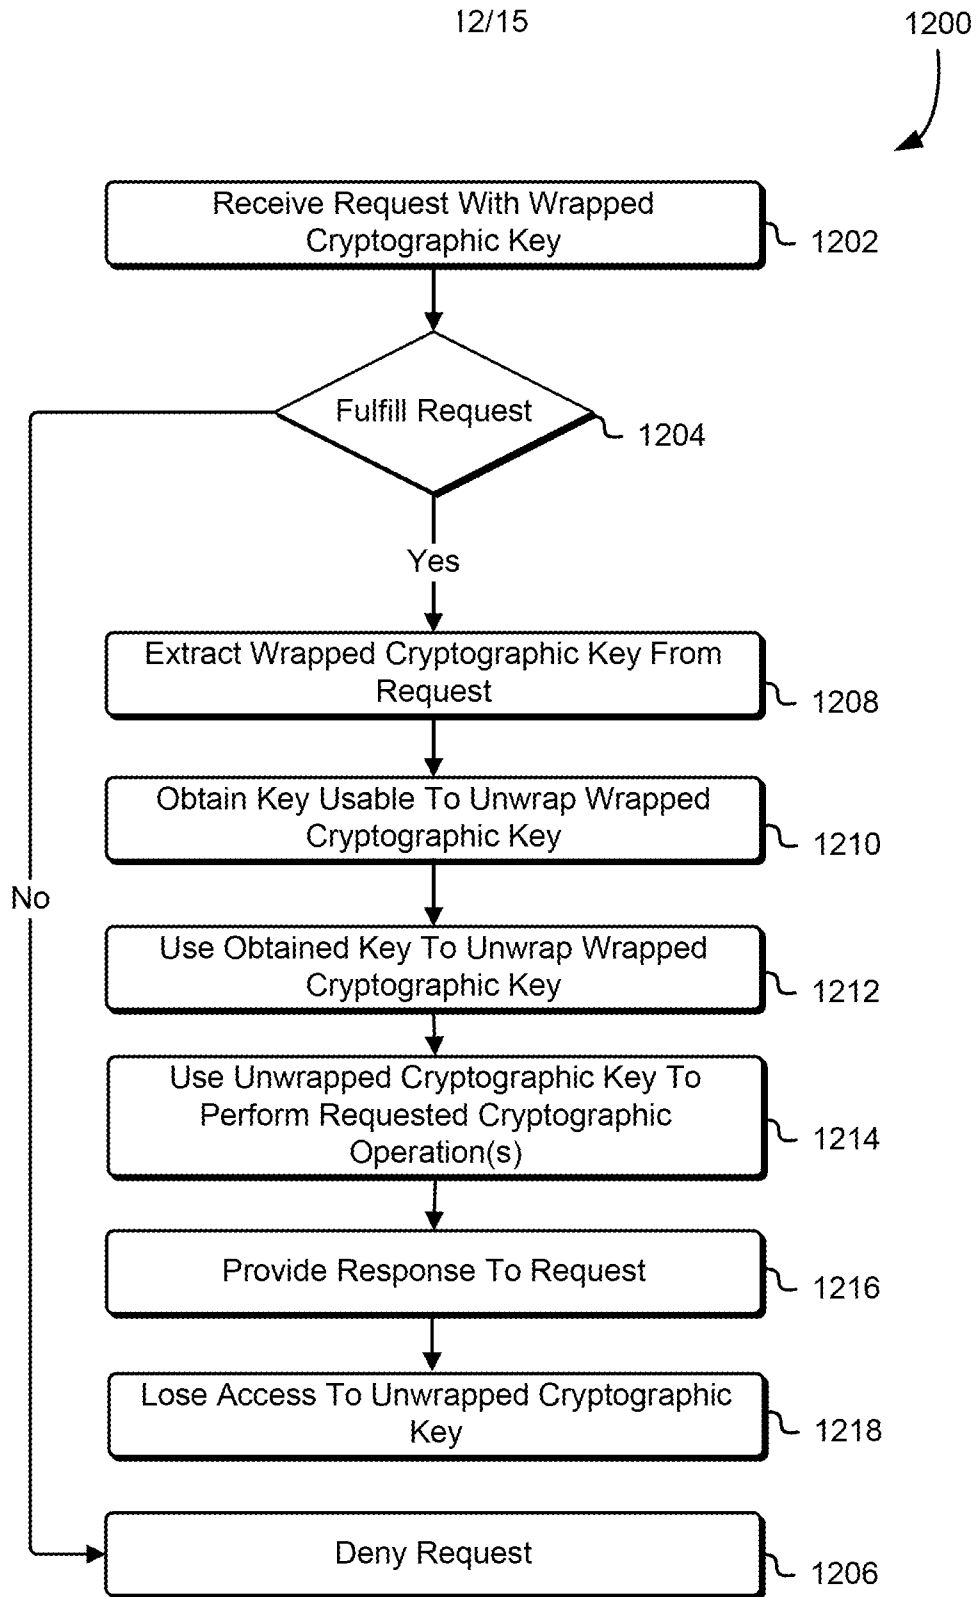 12/15
1200
Receive Request With Wrapped
Cryptographic Key
1202
Fulfill Request
1204
Yes
Extract Wrapped Cryptographic Key From
Request
1208
Obtain Key Usable To Unwrap Wrapped
Cryptographic Key
1210
No
Use Obtained Key To Unwrap Wrapped
Cryptographic Key
1212
Use Unwrapped Cryptographic Key To
Perform Requested Cryptographic
Operation(s)
1214
Provide Response To Request
1216
Lose Access To Unwrapped Cryptographic
Key
1218
Deny Request
1206